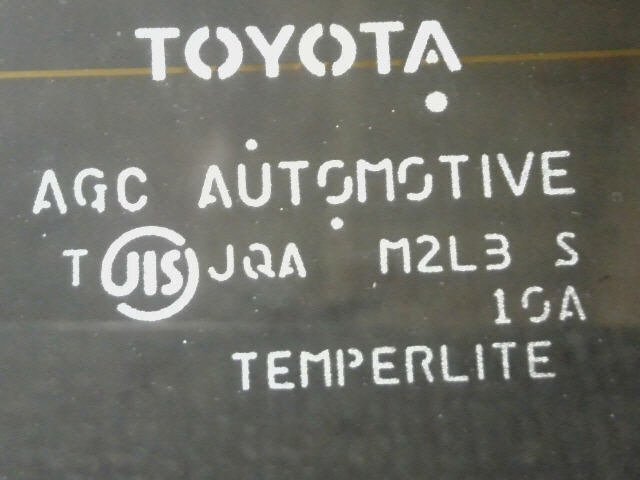 TOYOTA
AGC AUTOMOTIVE
T JIS JQA M2L3 S
10A
TEMPERLITE